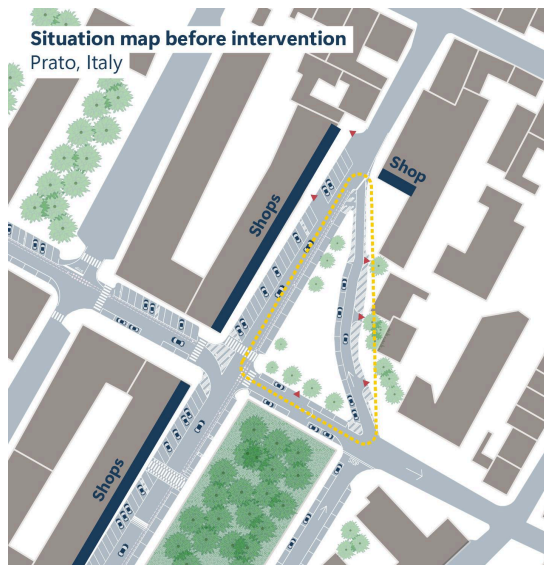 Situation map before intervention
Prato, Italy
Shop
Shops
Shops